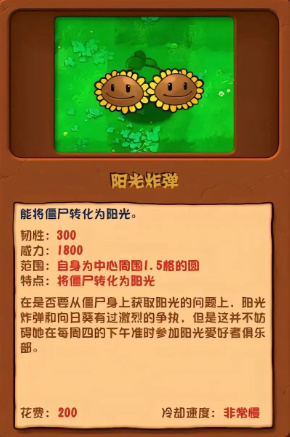 阳光炸弹
能将僵尸转化为阳光。
韧性：300
威力：1800
范围：自身为中心周围1.5格的圆
特点：将僵尸转化为阳光
在是否要从僵尸身上获取阳光的问题上，阳光
炸弹和向日葵有过激烈的争执，但是这并不妨
碍她在每周四的下午准时参加阳光爱好者俱乐
部。
花费：200 冷却速度：非常慢